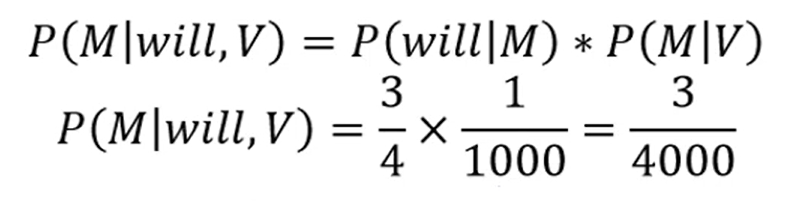 P(M|will, V) = P(will|M) * P(M|V)
P(M|will, V) = 3/4 × 1/1000 = 3/4000